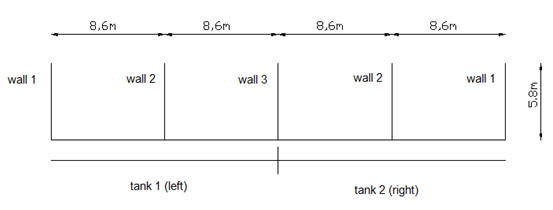 8,6m 8,6m 8,6m 8,6m
wall 1 wall 2 wall 3 wall 2 wall 1
5.8m
tank 1 (left) tank 2 (right)